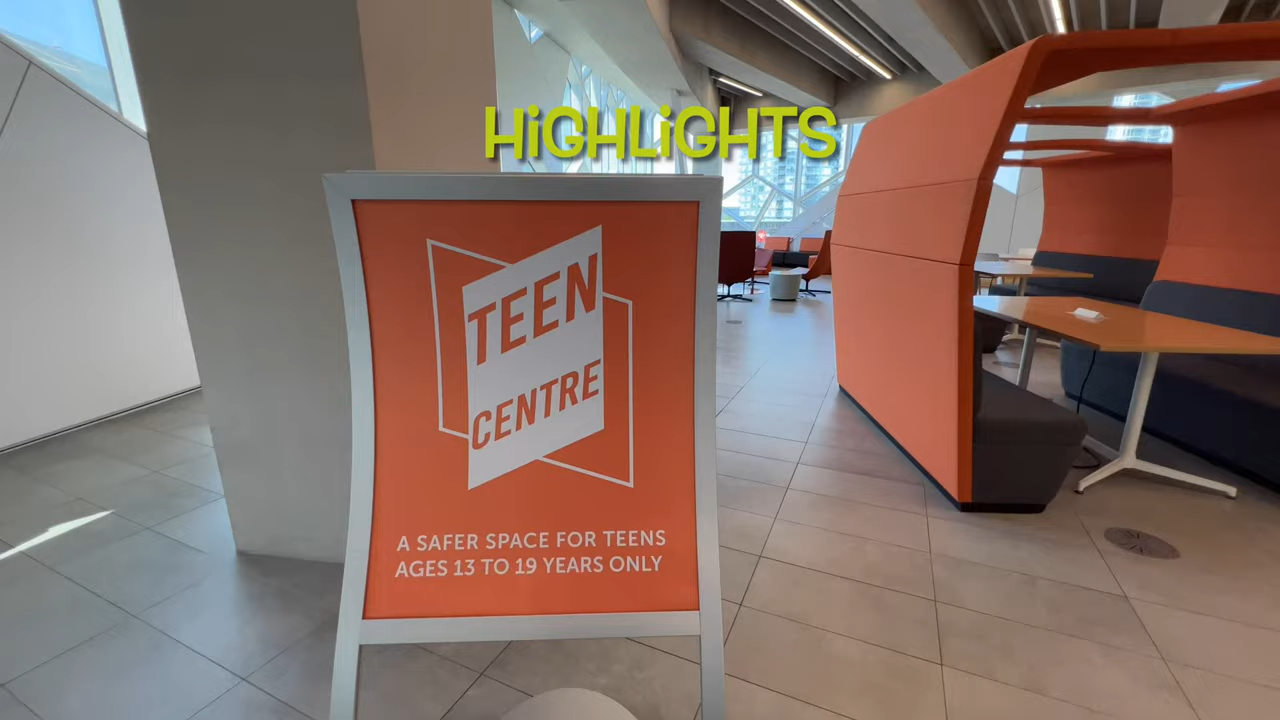 HiGHLiGHTS
TEEN
CENTRE
A SAFER SPACE FOR TEENS
AGES 13 TO 19 YEARS ONLY